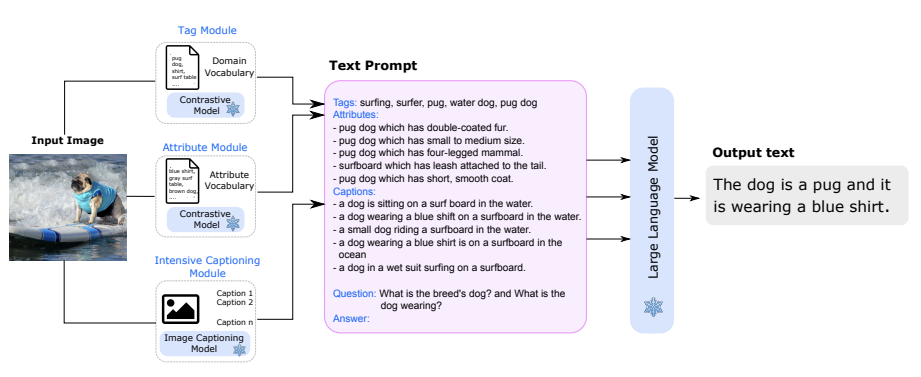 Tag Module
pug
dog,
shirt,
surf table
....
Domain
Vocabulary
Contrastive
Model
Input Image
Attribute Module
blue shirt,
gray surf
table,
brown dog,
....
Attribute
Vocabulary
Contrastive
Model
Intensive Captioning
Module
Caption 1
Caption 2
Caption n
Image Captioning
Model
Text Prompt
Tags: surfing, surfer, pug, water dog, pug dog
Attributes:
- pug dog which has double-coated fur.
- pug dog which has small to medium size.
- pug dog which has four-legged mammal.
- surfboard which has leash attached to the tail.
- pug dog which has short, smooth coat.
Captions:
- a dog is sitting on a surf board in the water.
- a dog wearing a blue shift on a surfboard in the water.
- a small dog riding a surfboard in the water.
- a dog wearing a blue shirt is on a surfboard in the
ocean
- a dog in a wet suit surfing on a surfboard.
Question: What is the breed's dog? and What is the
dog wearing?
Answer:
Large Language Model
Output text
The dog is a pug and it
is wearing a blue shirt.